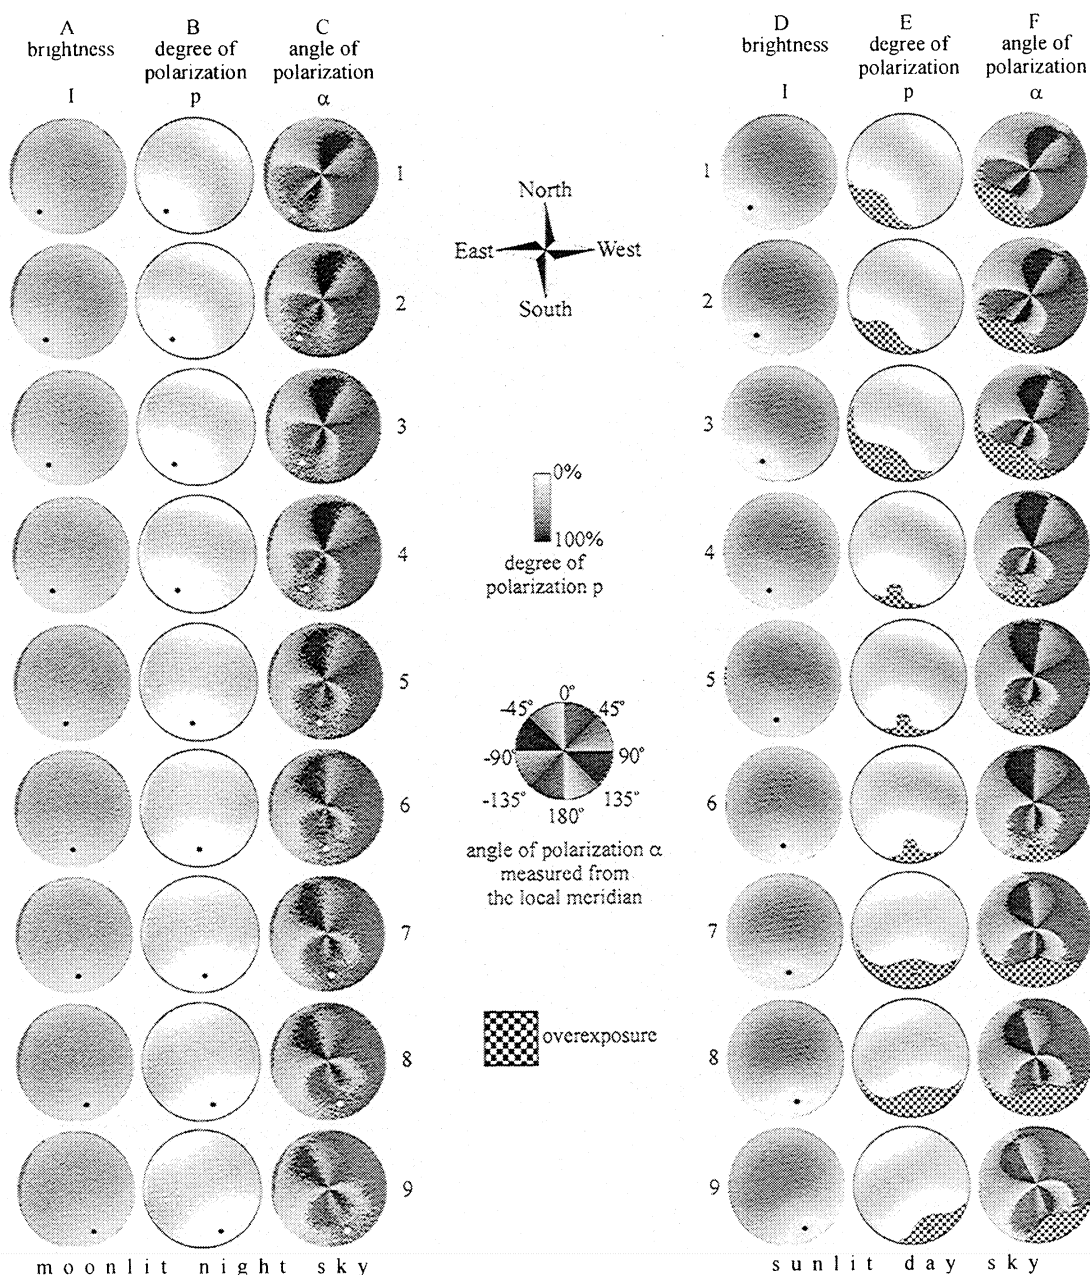 A
brightness
I
B
degree of
polarization
p
C
angle of
polarization
α
D
brightness
I
E
degree of
polarization
p
F
angle of
polarization
α
1
2
3
4
5
6
7
8
9
North
East West
South
0%
100%
degree of
polarization p
0°
-45° 45°
-90° 90°
-135° 135°
180°
angle of polarization α
measured from
the local meridian
overexposure
1
2
3
4
5
6
7
8
9
moonlit night sky
sunlit day sky